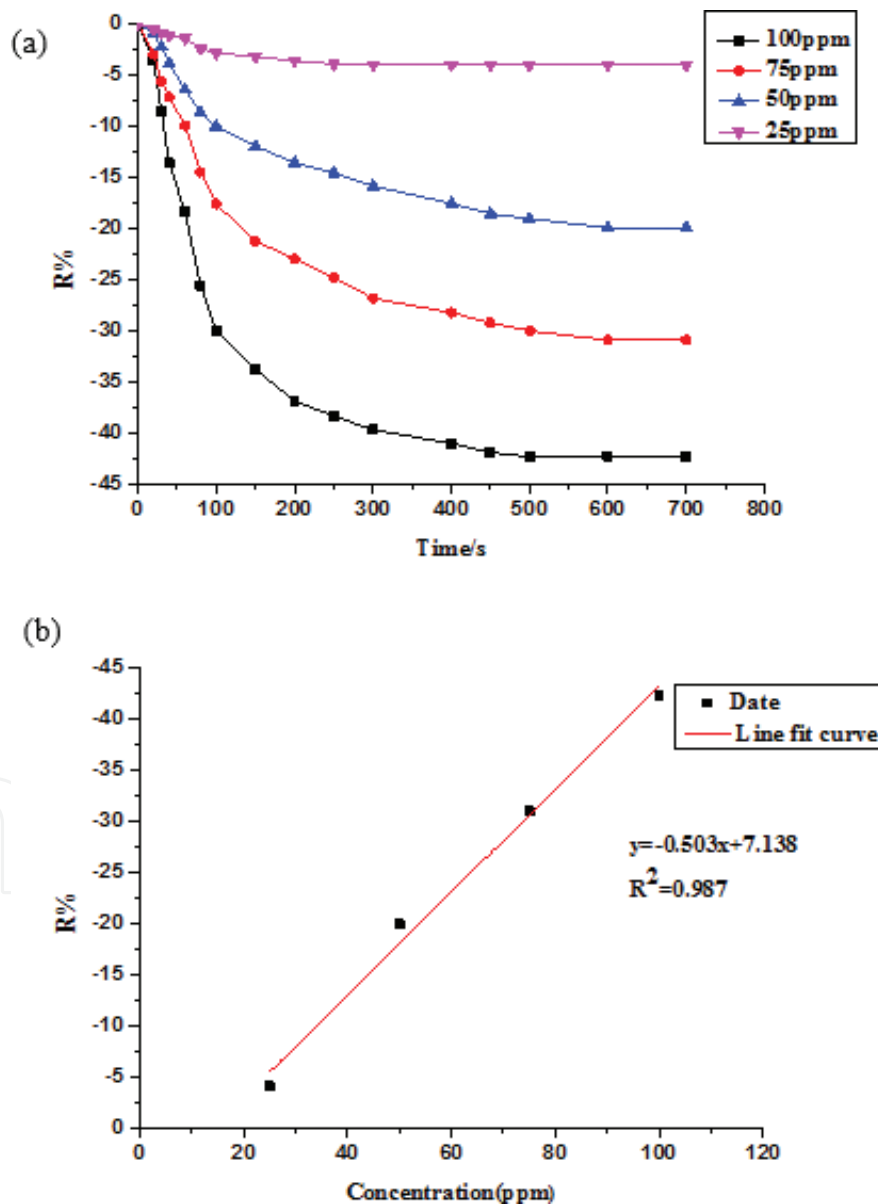 (a)
100ppm
75ppm
50ppm
25ppm
0
-5
-10
-15
-20
-25
-30
-35
-40
-45
R%
0 100 200 300 400 500 600 700 800
Time/s
(b)
-45
-40
-35
-30
-25
-20
-15
-10
-5
0
R%
Date
Line fit curve
y=-0.503x+7.138
R²=0.987
0 20 40 60 80 100 120
Concentration(ppm)